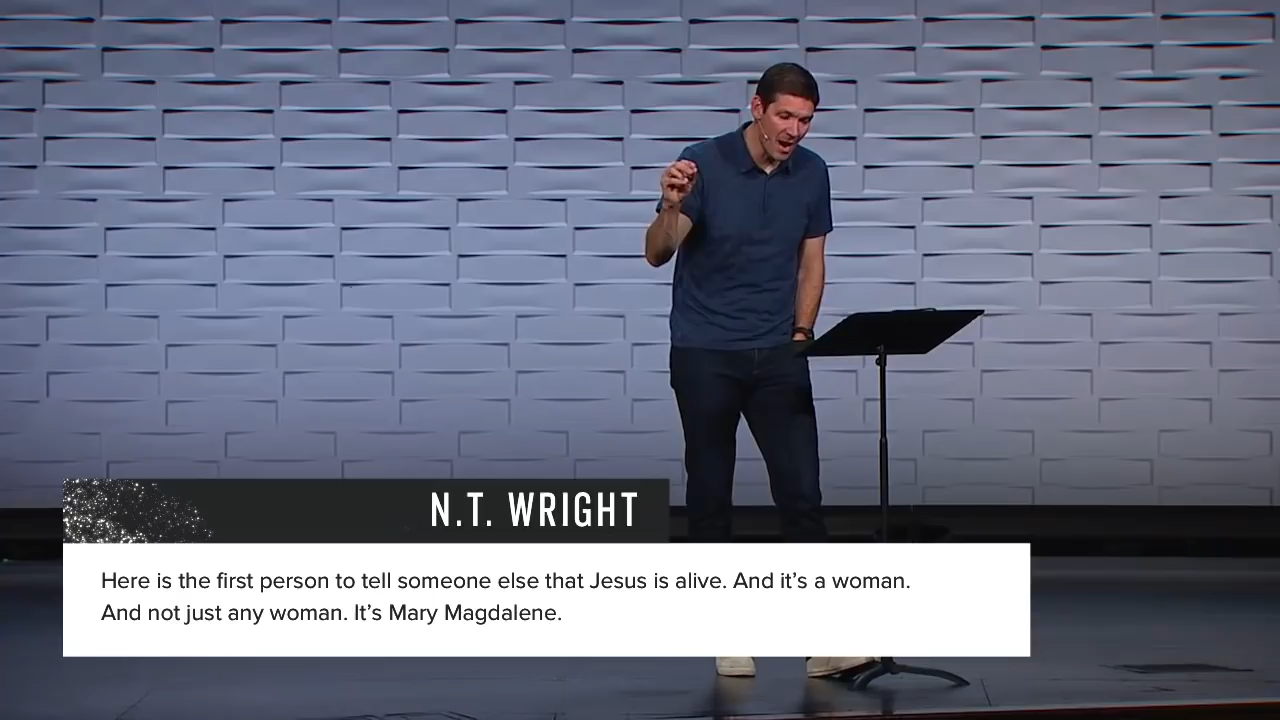 N.T. WRIGHT
Here is the first person to tell someone else that Jesus is alive. And it’s a woman.
And not just any woman. It’s Mary Magdalene.